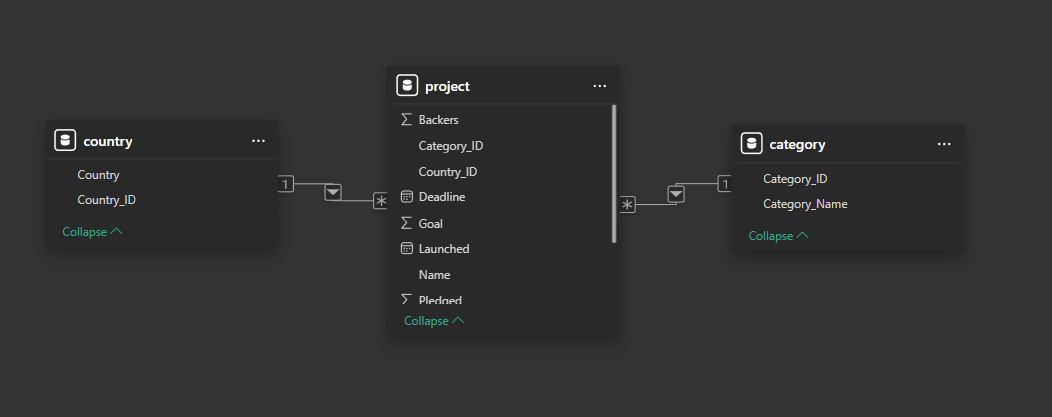 country
Country
Country_ID
Collapse
1
*
project
Backers
Category_ID
Country_ID
Deadline
Goal
Launched
Name
Pledged
Collapse
*
1
category
Category_ID
Category_Name
Collapse